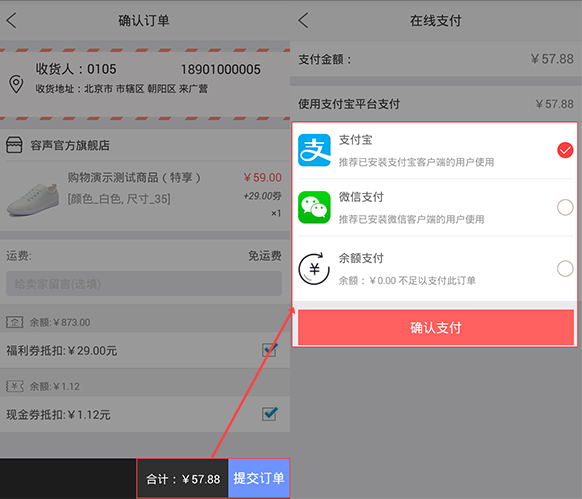 确认订单
收货人：0105 18901000005
收货地址：北京市 市辖区 朝阳区 来广营
容声官方旗舰店
购物演示测试商品（特享） ￥59.00
[颜色_白色, 尺寸_35] +29.00券
×1
运费: 免运费
给卖家留言(选填)
企 余额:￥873.00
福利券抵扣:￥29.00元
￥ 余额:￥1.12
现金券抵扣:￥1.12元
合计：￥57.88 提交订单
在线支付
支付金额： ￥57.88
使用支付宝平台支付 ￥57.88
支 支付宝
推荐已安装支付宝客户端的用户使用
微信支付
推荐已安装微信客户端的用户使用
￥ 余额支付
余额：￥0.00 不足以支付此订单
确认支付